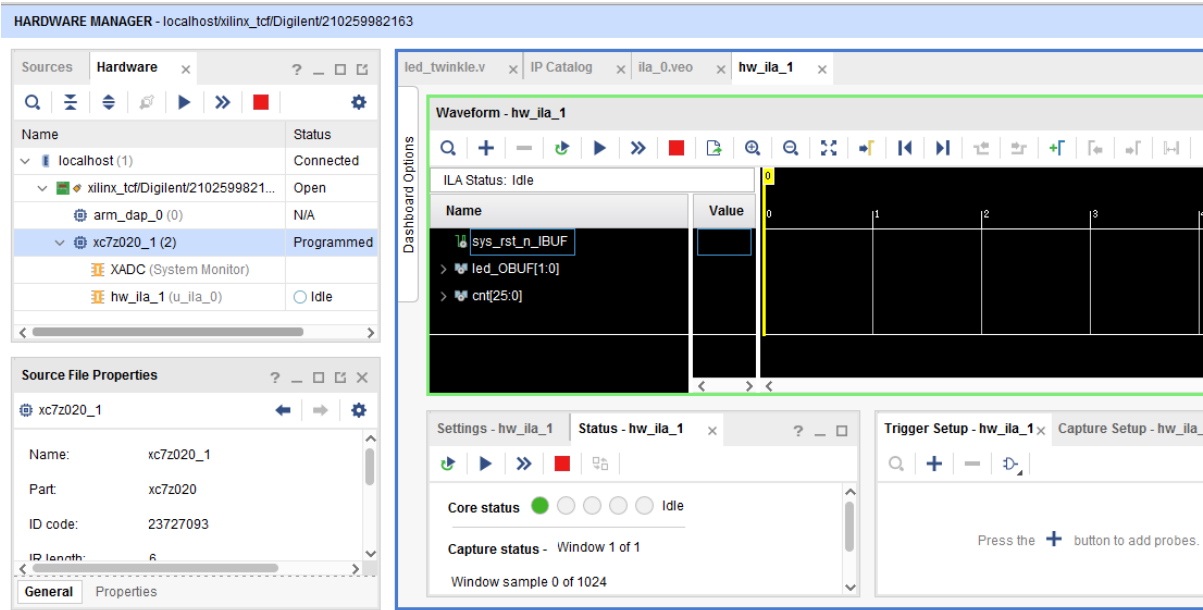 HARDWARE MANAGER - localhost/xilinx_tcf/Digilent/210259982163
Sources Hardware
Name Status
localhost (1) Connected
xilinx_tcf/Digilent/2102599821... Open
arm_dap_0 (0) N/A
xc7z020_1 (2) Programmed
XADC (System Monitor)
hw_ila_1 (u_ila_0) Idle
Source File Properties
xc7z020_1
Name: xc7z020_1
Part: xc7z020
ID code: 23727093
IR length: 6
General Properties
led_twinkle.v IP Catalog ila_0.veo hw_ila_1
Dashboard Options
Waveform - hw_ila_1
ILA Status: Idle
Name Value
0
0 1 2 3
sys_rst_n_IBUF
led_OBUF[1:0]
cnt[25:0]
Settings - hw_ila_1 Status - hw_ila_1
Core status Idle
Capture status - Window 1 of 1
Window sample 0 of 1024
Trigger Setup - hw_ila_1 Capture Setup - hw_ila_
Press the + button to add probes.